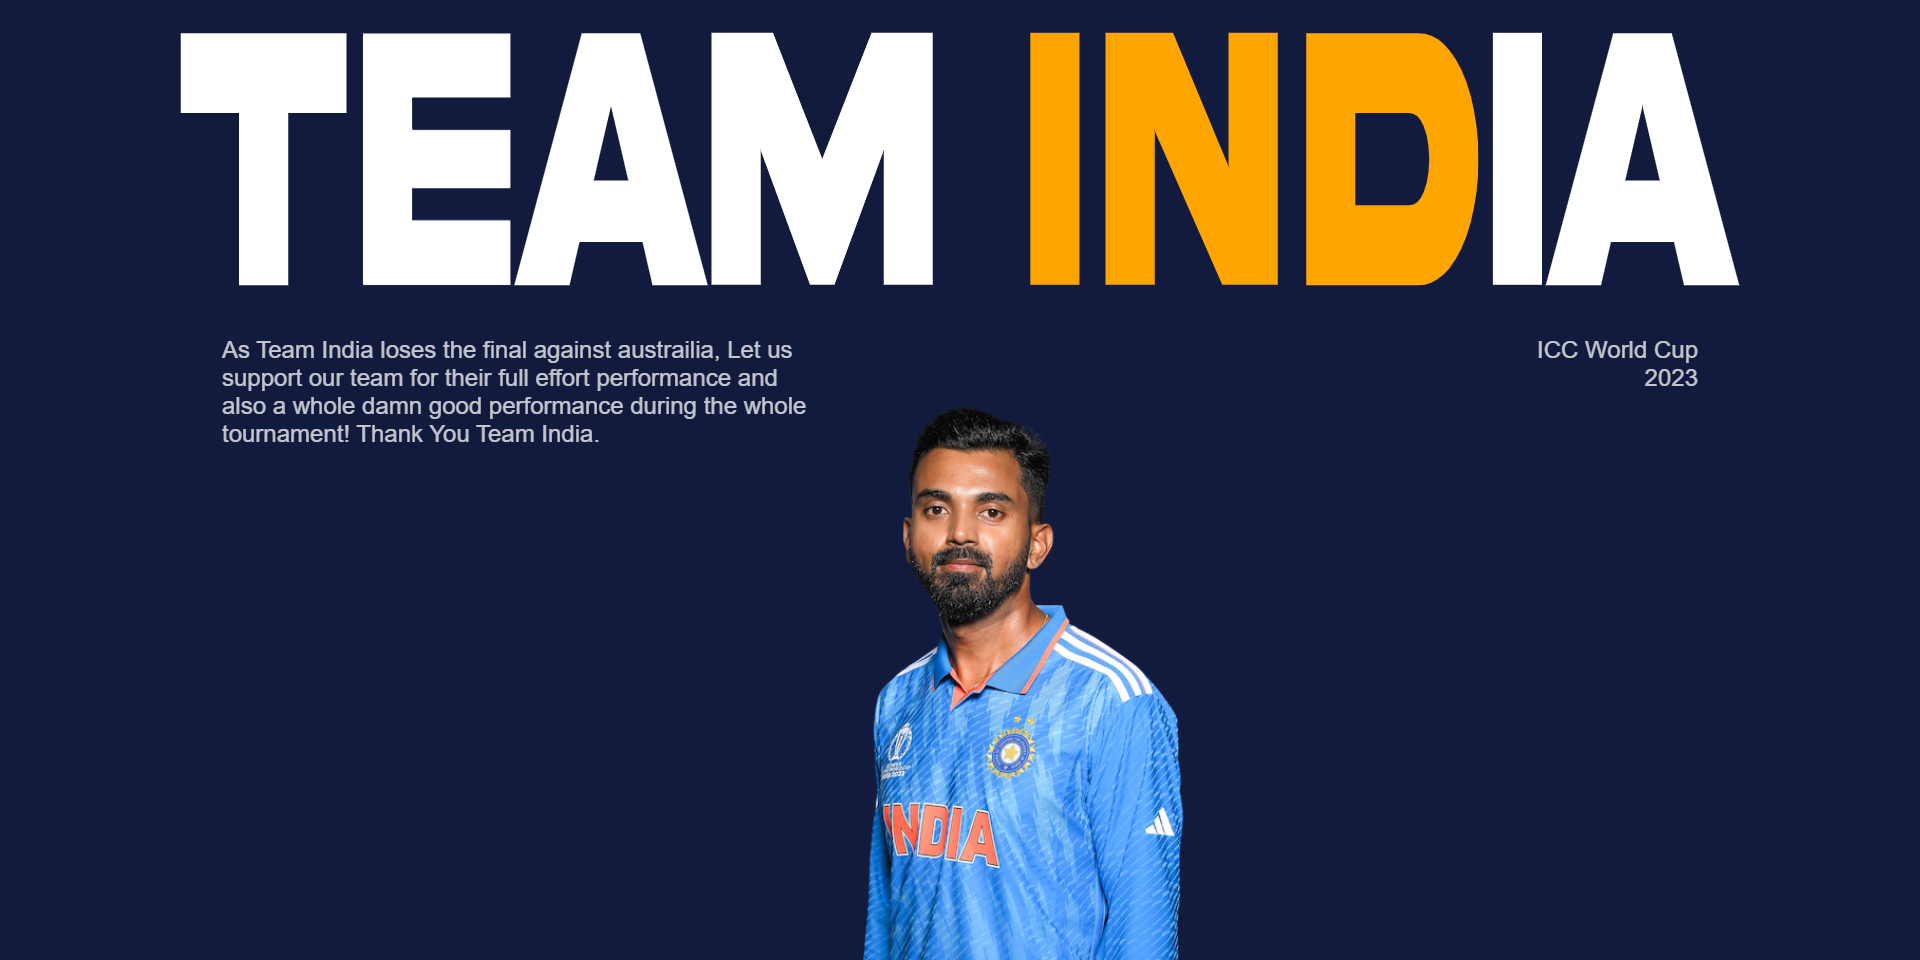 TEAM INDIA
As Team India loses the final against austrailia, Let us
support our team for their full effort performance and
also a whole damn good performance during the whole
tournament! Thank You Team India.
ICC World Cup
2023
INDIA